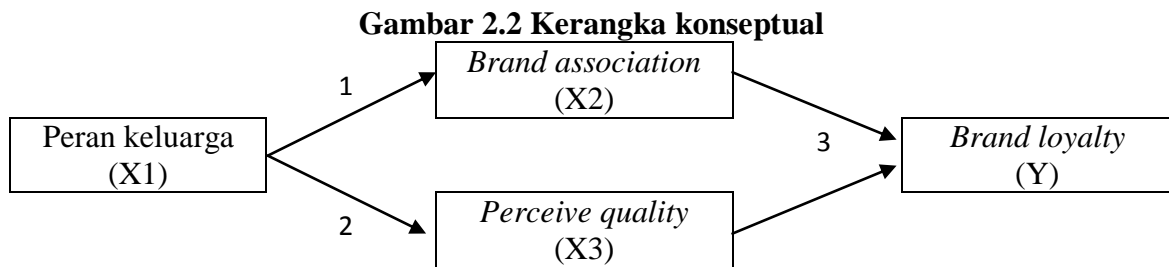 Gambar 2.2 Kerangka konseptual
Brand association
(X2)
1
Peran keluarga
(X1)
3
Brand loyalty
(Y)
2
Perceive quality
(X3)